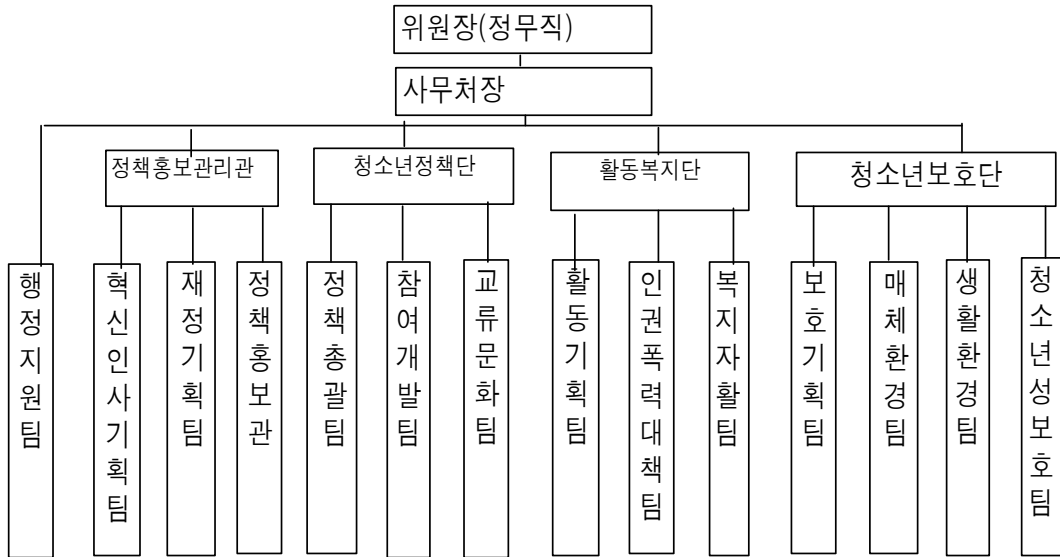 위원장(정무직)
사무처장
정책홍보관리관
청소년정책단
활동복지단
청소년보호단
행정지원팀
혁신인사기획팀
재정기획팀
정책홍보관
정책총괄팀
참여개발팀
교류문화팀
활동기획팀
인권폭력대책팀
복지자활팀
보호기획팀
매체환경팀
생활환경팀
청소년성보호팀